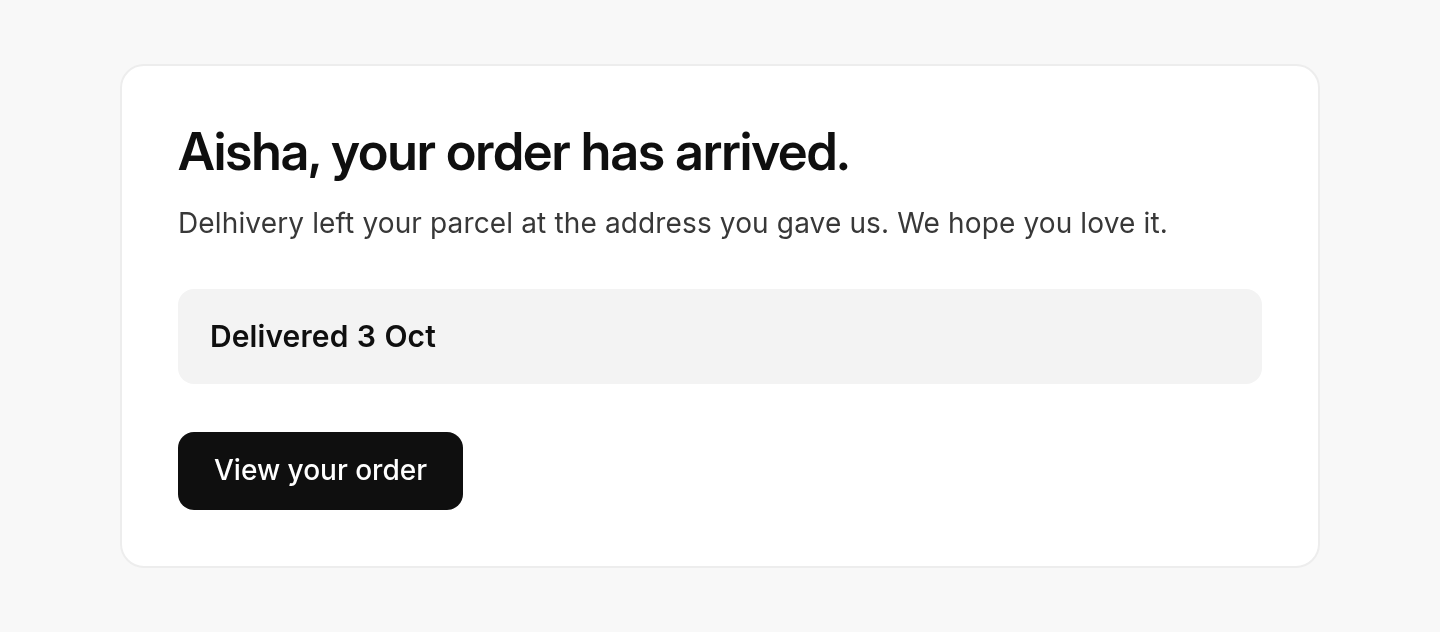 Aisha, your order has arrived.
Delhivery left your parcel at the address you gave us. We hope you love it.
Delivered 3 Oct
View your order